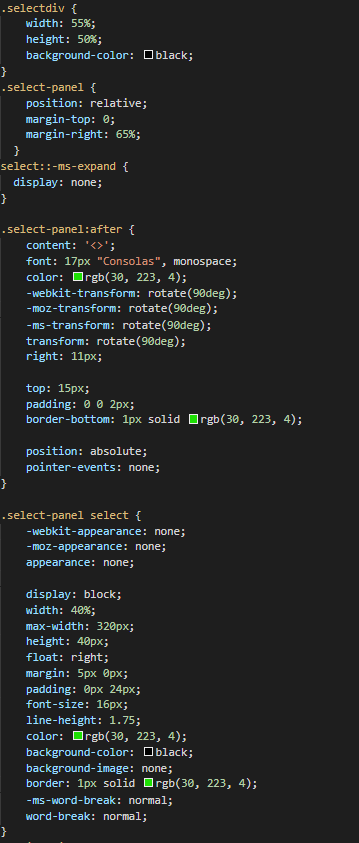 .selectdiv {
    width: 55%;
    height: 50%;
    background-color: black;
}
.select-panel {
    position: relative;
    margin-top: 0;
    margin-right: 65%;
  }
select::-ms-expand {
  display: none;
}

.select-panel:after {
    content: '<>';
    font: 17px "Consolas", monospace;
    color: rgb(30, 223, 4);
    -webkit-transform: rotate(90deg);
    -moz-transform: rotate(90deg);
    -ms-transform: rotate(90deg);
    transform: rotate(90deg);
    right: 11px;

    top: 15px;
    padding: 0 0 2px;
    border-bottom: 1px solid rgb(30, 223, 4);

    position: absolute;
    pointer-events: none;
}

.select-panel select {
    -webkit-appearance: none;
    -moz-appearance: none;
    appearance: none;

    display: block;
    width: 40%;
    max-width: 320px;
    height: 40px;
    float: right;
    margin: 5px 0px;
    padding: 0px 24px;
    font-size: 16px;
    line-height: 1.75;
    color: rgb(30, 223, 4);
    background-color: black;
    background-image: none;
    border: 1px solid rgb(30, 223, 4);
    -ms-word-break: normal;
    word-break: normal;
}